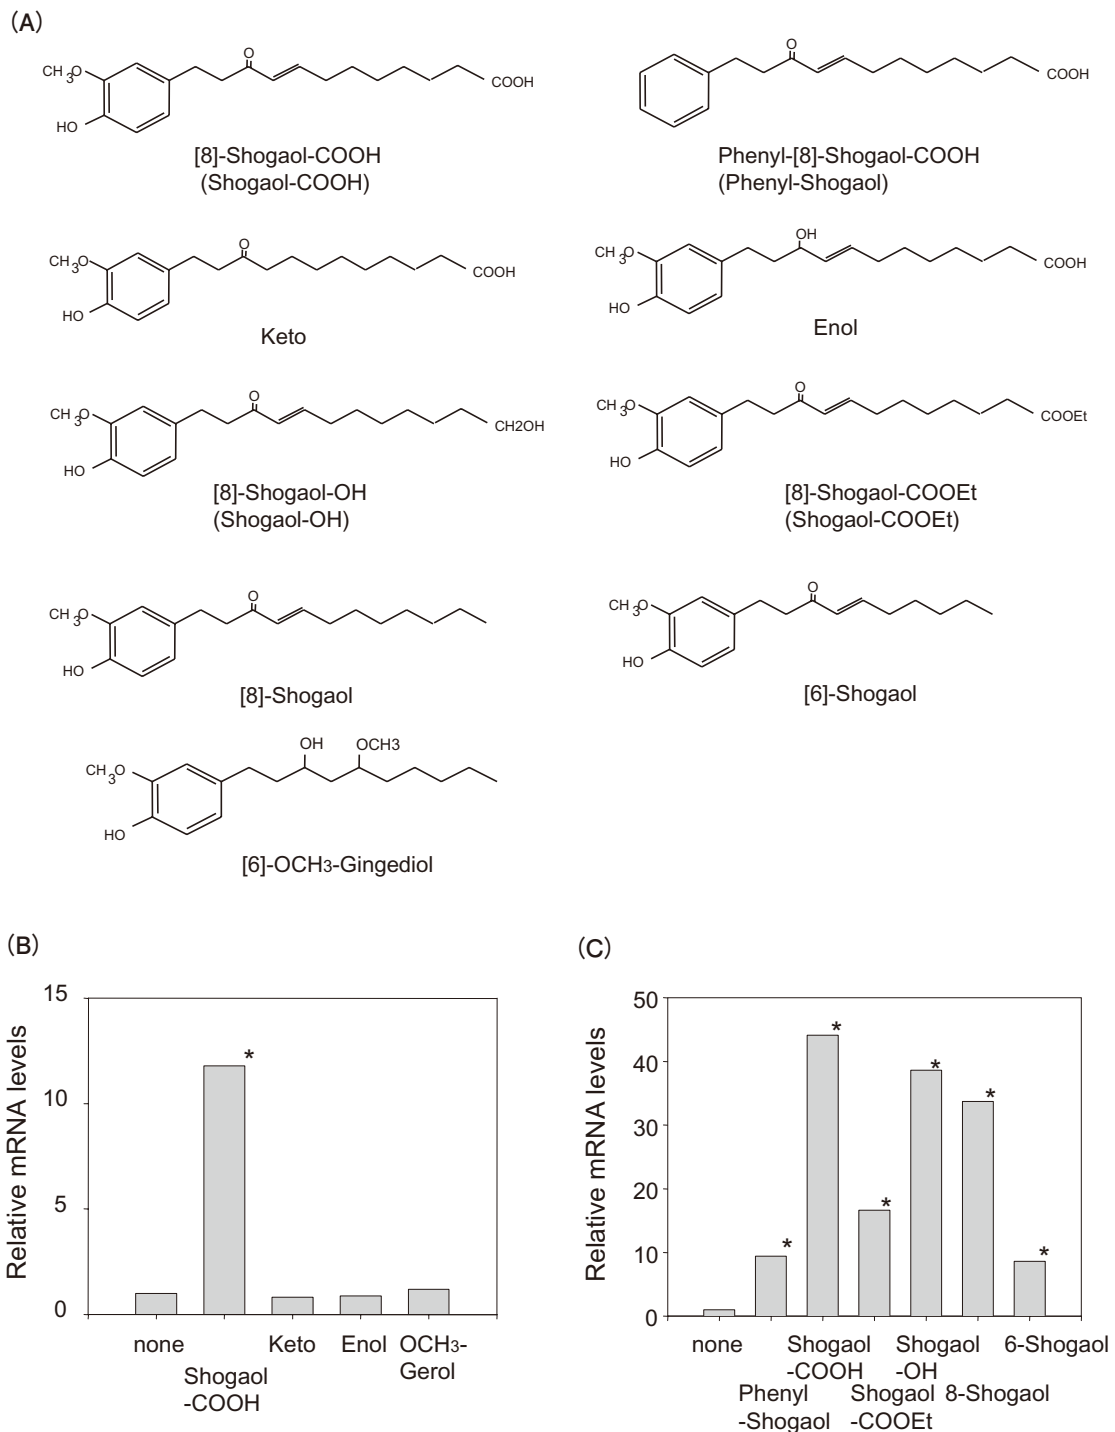 (A)
CH3O
HO
O
COOH
[8]-Shogaol-COOH
(Shogaol-COOH)
O
COOH
Phenyl-[8]-Shogaol-COOH
(Phenyl-Shogaol)
CH3O
HO
O
COOH
Keto
CH3O
HO
OH
COOH
Enol
CH3O
HO
O
CH2OH
[8]-Shogaol-OH
(Shogaol-OH)
CH3O
HO
O
COOEt
[8]-Shogaol-COOEt
(Shogaol-COOEt)
CH3O
HO
O
[8]-Shogaol
CH3O
HO
O
[6]-Shogaol
CH3O
HO
OH
OCH3
[6]-OCH3-Gingediol
(B)
Relative mRNA levels
15
10
5
0
*
none
Shogaol
-COOH
Keto
Enol
OCH3-
Gerol
(C)
Relative mRNA levels
50
40
30
20
10
0
*
*
*
*
*
*
none
Phenyl
-Shogaol
Shogaol
-COOH
Shogaol
-COOEt
Shogaol
-OH
8-Shogaol
6-Shogaol